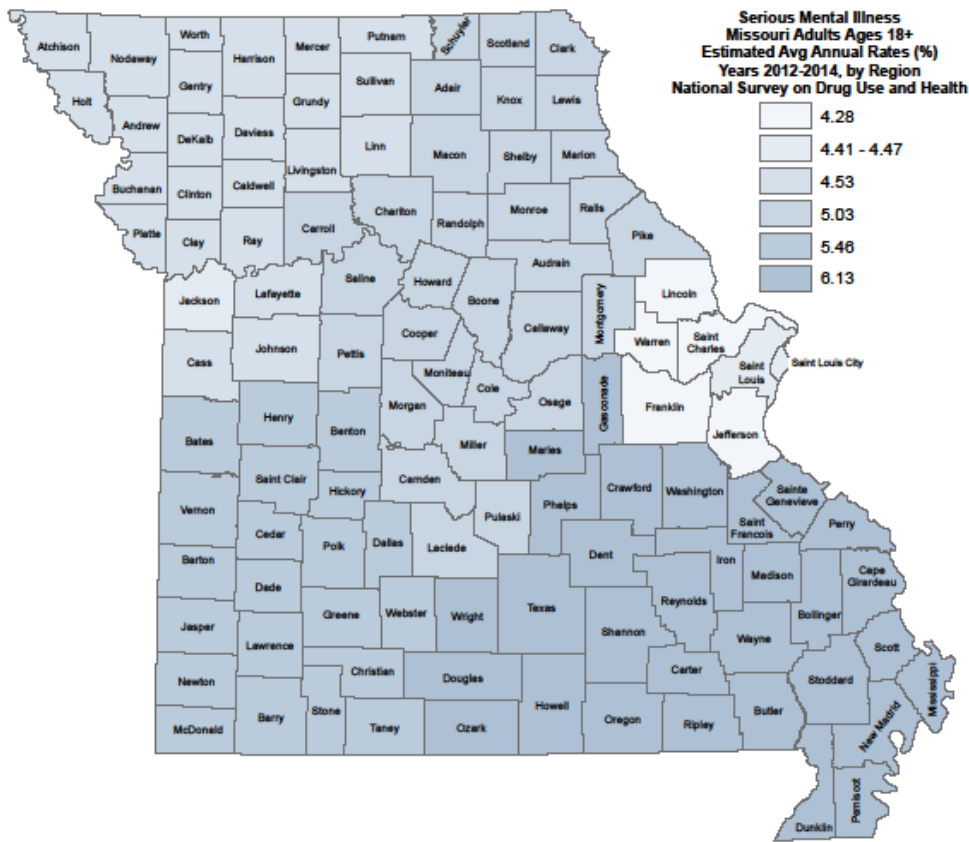 Serious Mental Illness
Missouri Adults Ages 18+
Estimated Avg Annual Rates (%)
Years 2012-2014, by Region
National Survey on Drug Use and Health
4.28
4.41 - 4.47
4.53
5.03
5.46
6.13
Atchison
Nodaway
Worth
Harrison
Mercer
Putnam
Schuyler
Scotland
Clark
Gentry
Sullivan
Adair
Holt
Grundy
Knox
Lewis
Andrew
DeKalb
Daviess
Linn
Macon
Shelby
Marion
Livingston
Buchanan
Clinton
Caldwell
Chariton
Randolph
Monroe
Ralls
Platte
Clay
Ray
Carroll
Pike
Audrain
Saline
Howard
Jackson
Lafayette
Boone
Lincoln
Callaway
Montgomery
Cooper
Warren
Saint
Charles
Cass
Johnson
Pettis
Saint Louis City
Saint
Louis
Moniteau
Cole
Morgan
Osage
Gasconade
Franklin
Henry
Benton
Jefferson
Bates
Miller
Maries
Saint Clair
Camden
Hickory
Crawford
Washington
Sainte
Genevieve
Phelps
Vernon
Pulaski
Perry
Saint
Francois
Cedar
Polk
Dallas
Laclede
Dent
Iron
Barton
Madison
Cape
Girardeau
Dade
Reynolds
Texas
Greene
Webster
Wright
Bollinger
Jasper
Shannon
Wayne
Lawrence
Scott
Christian
Carter
Newton
Douglas
Stoddard
Mississippi
Howell
Stone
Barry
Butler
McDonald
Taney
Ozark
Oregon
Ripley
New Madrid
Pemiscot
Dunklin